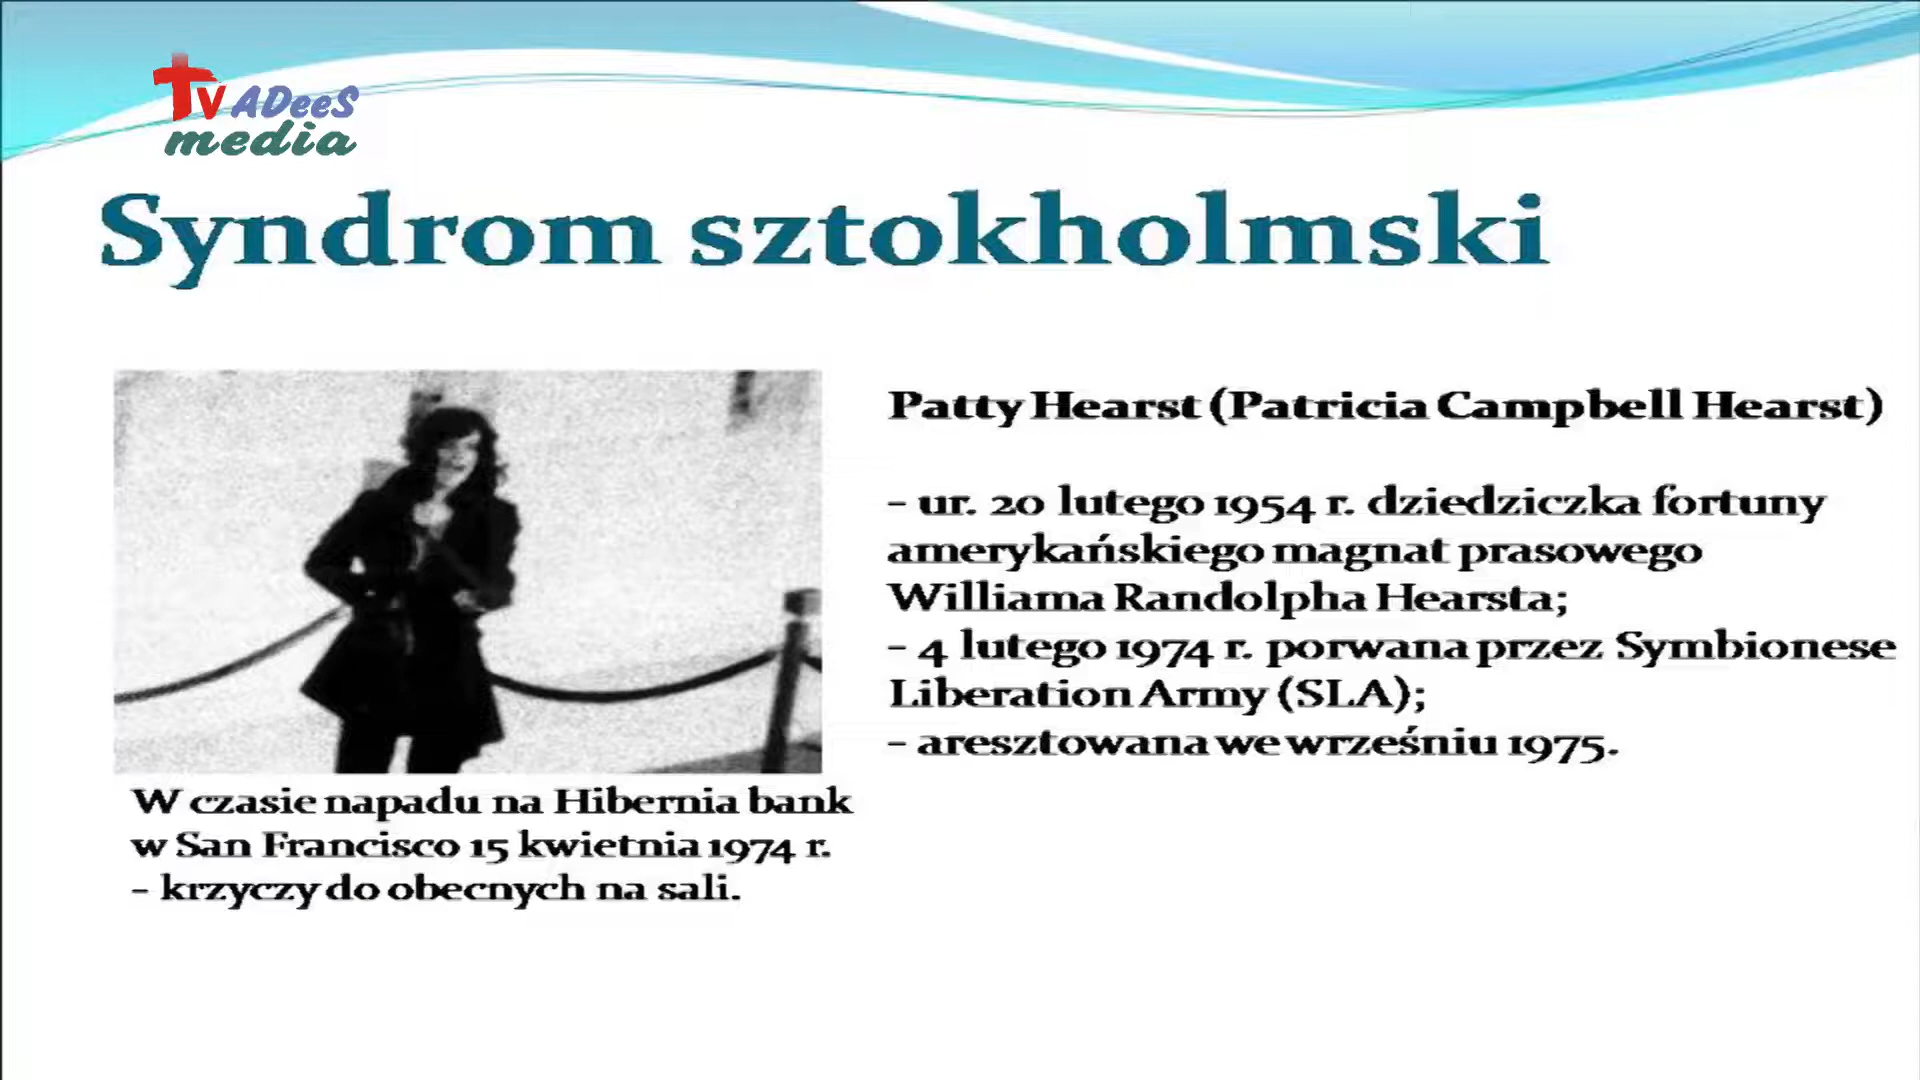 TV ADeeS
media
Syndrom sztokholmski
Patty Hearst (Patricia Campbell Hearst)
- ur. 20 lutego 1954 r. dziedziczka fortuny
amerykańskiego magnat prasowego
Williama Randolpha Hearsta;
- 4 lutego 1974 r. porwana przez Symbionese
Liberation Army (SLA);
- aresztowana we wrześniu 1975.
W czasie napadu na Hibernia bank
w San Francisco 15 kwietnia 1974 r.
- krzyczy do obecnych na sali.